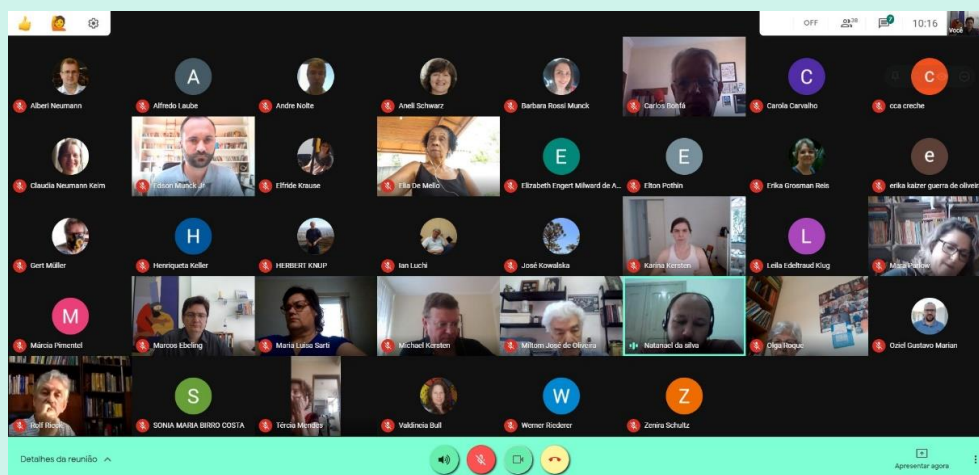 OFF 38 7 10:16 Você
Alberi Neumann
A
Alfredo Laube
Andre Nolte
Aneli Schwarz
Barbara Rossi Munck
Carlos Bonfá
C
Carola Carvalho
c
cca creche
Claudia Neumann Keim
Edson Munck Jr
Elfride Krause
Elia De Mello
E
Elizabeth Engert Milward de A...
E
Elton Pothin
Erika Grosman Reis
e
erika kaizer guerra de oliveir
Gert Müller
H
Henriqueta Keller
HERBERT KNUP
Ian Luchi
José Kowalska
Karina Kersten
L
Leila Edeltraud Klug
M
Márcia Pimentel
Marcos Ebeling
Maria Luisa Sarti
Michael Kersten
Miltom José de Oliveira
Natanael da silva
Olga Roque
Oziel Gustavo Marian
Rolf Rieck
S
SONIA MARIA BIRRO COSTA
Tércia Mendes
Valdineia Bull
W
Werner Riederer
Z
Zenira Schultz
Detalhes da reunião
Apresentar agora